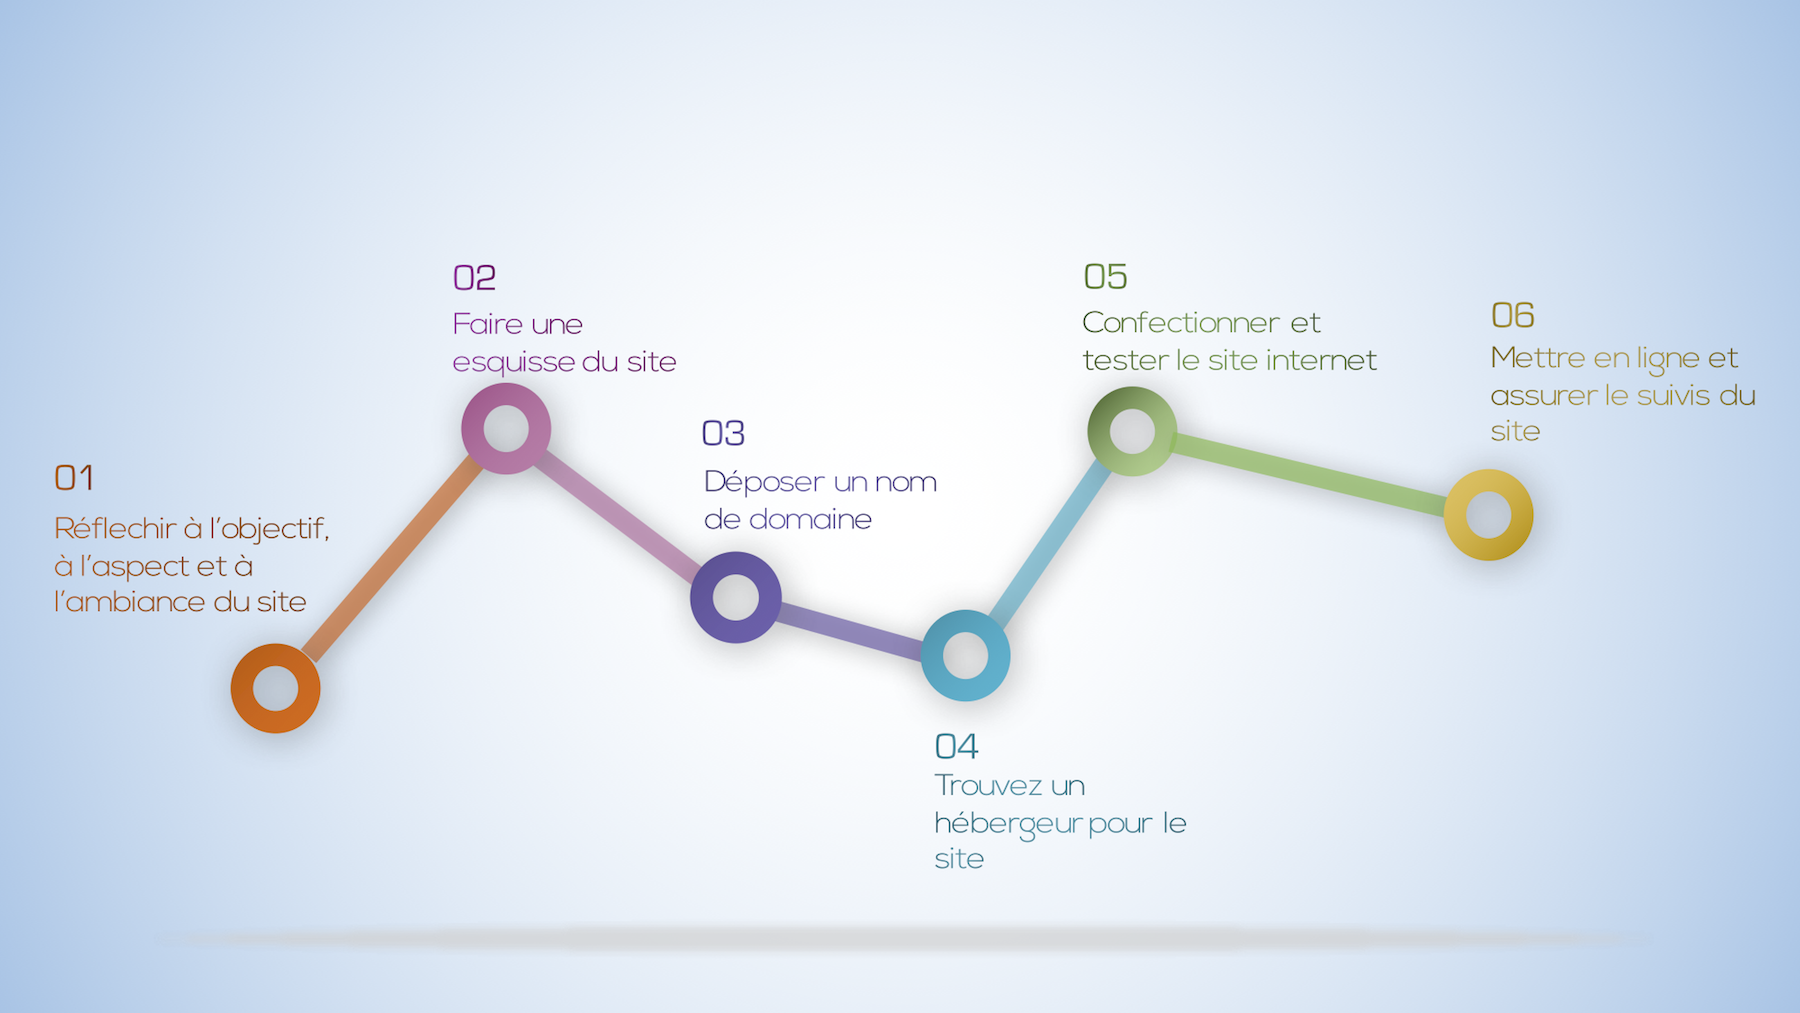 01
Réflechir à l'objectif,
à l'aspect et à
l'ambiance du site
02
Faire une
esquisse du site
03
Déposer un nom
de domaine
04
Trouvez un
hébergeur pour le
site
05
Confectionner et
tester le site internet
06
Mettre en ligne et
assurer le suivis du
site